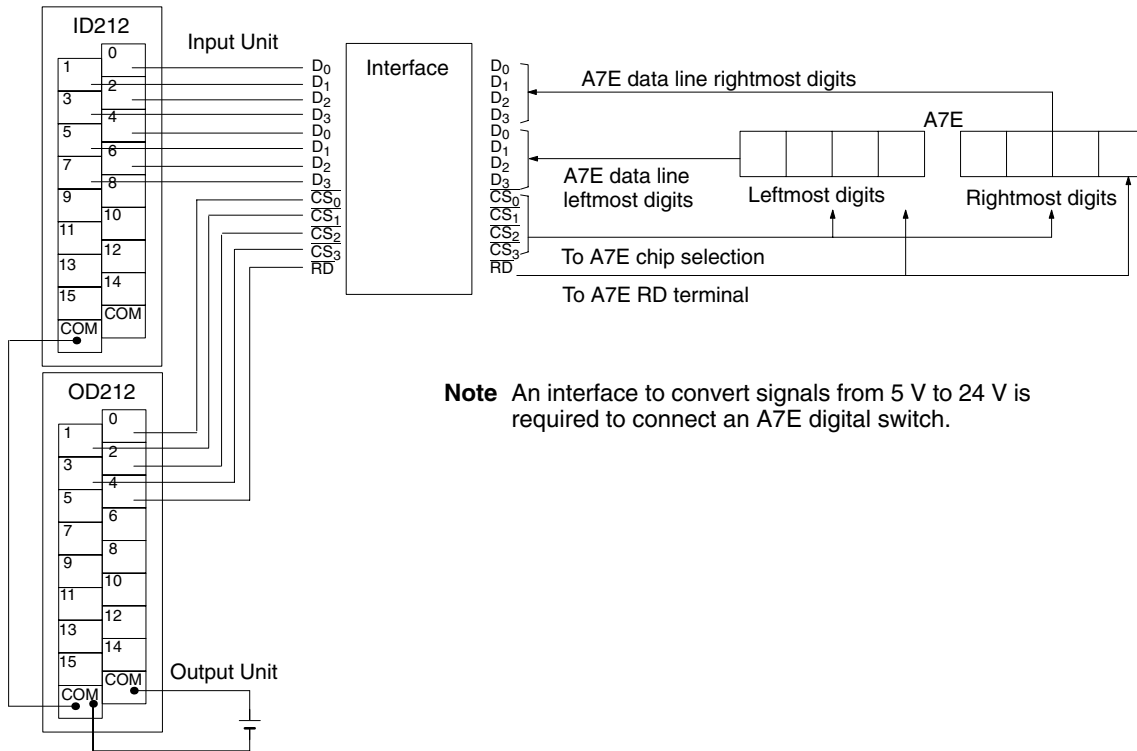 ID212
Input Unit
0
1
2
3
4
5
6
7
8
9
10
11
12
13
14
15
COM
COM
D0
D1
D2
D3
D0
D1
D2
D3
CS0
CS1
CS2
CS3
RD
Interface
D0
D1
D2
D3
D0
D1
D2
D3
CS0
CS1
CS2
CS3
RD
A7E data line rightmost digits
A7E
A7E data line
leftmost digits
Leftmost digits
Rightmost digits
To A7E chip selection
To A7E RD terminal
Note An interface to convert signals from 5 V to 24 V is
required to connect an A7E digital switch.
OD212
0
1
2
3
4
5
6
7
8
9
10
11
12
13
14
15
COM
COM
Output Unit